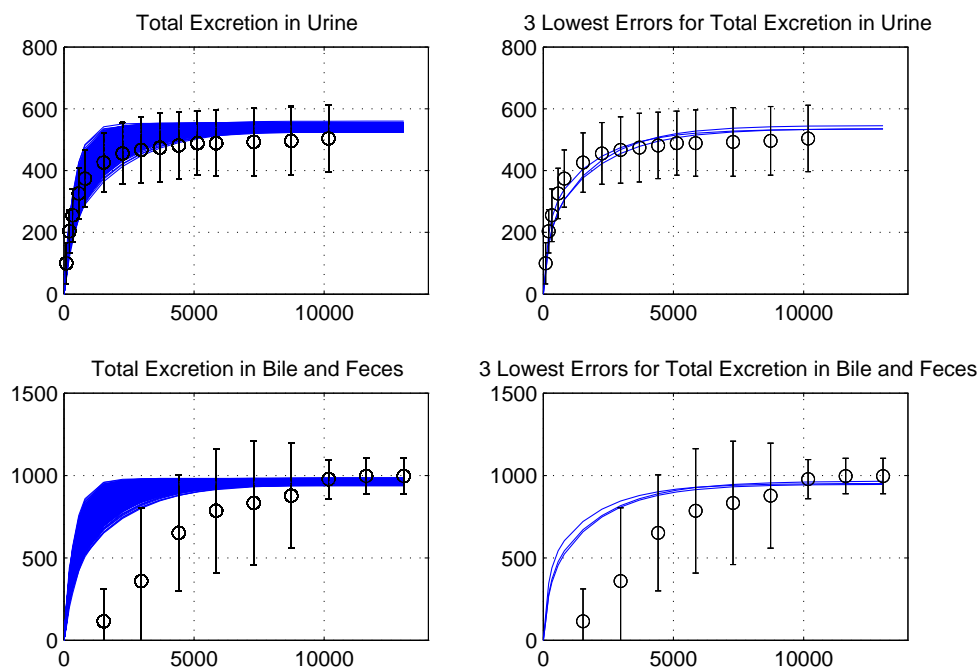 Total Excretion in Urine
800
600
400
200
0
0 5000 10000
3 Lowest Errors for Total Excretion in Urine
800
600
400
200
0
0 5000 10000
Total Excretion in Bile and Feces
1500
1000
500
0
0 5000 10000
3 Lowest Errors for Total Excretion in Bile and Feces
1500
1000
500
0
0 5000 10000